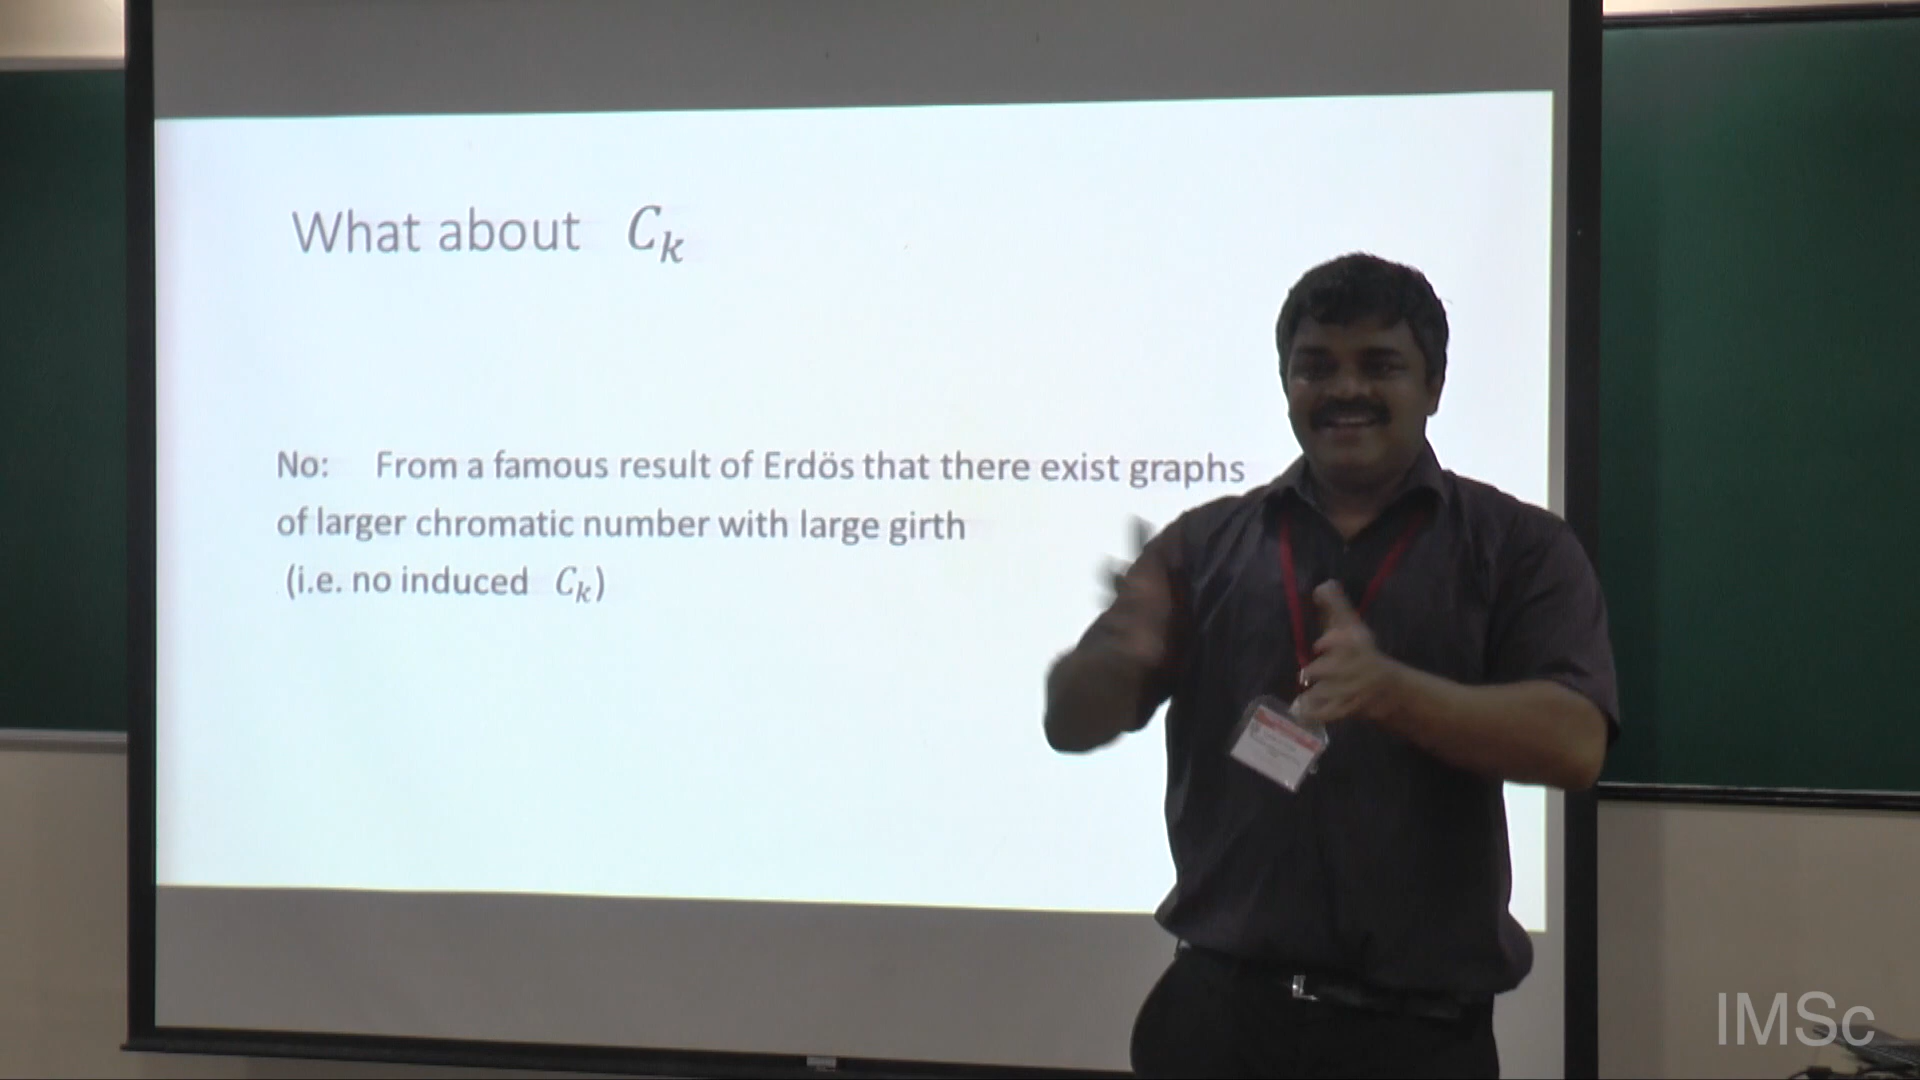 What about C_k
No: From a famous result of Erdös that there exist graphs
of larger chromatic number with large girth
(i.e. no induced C_k)
IMSc